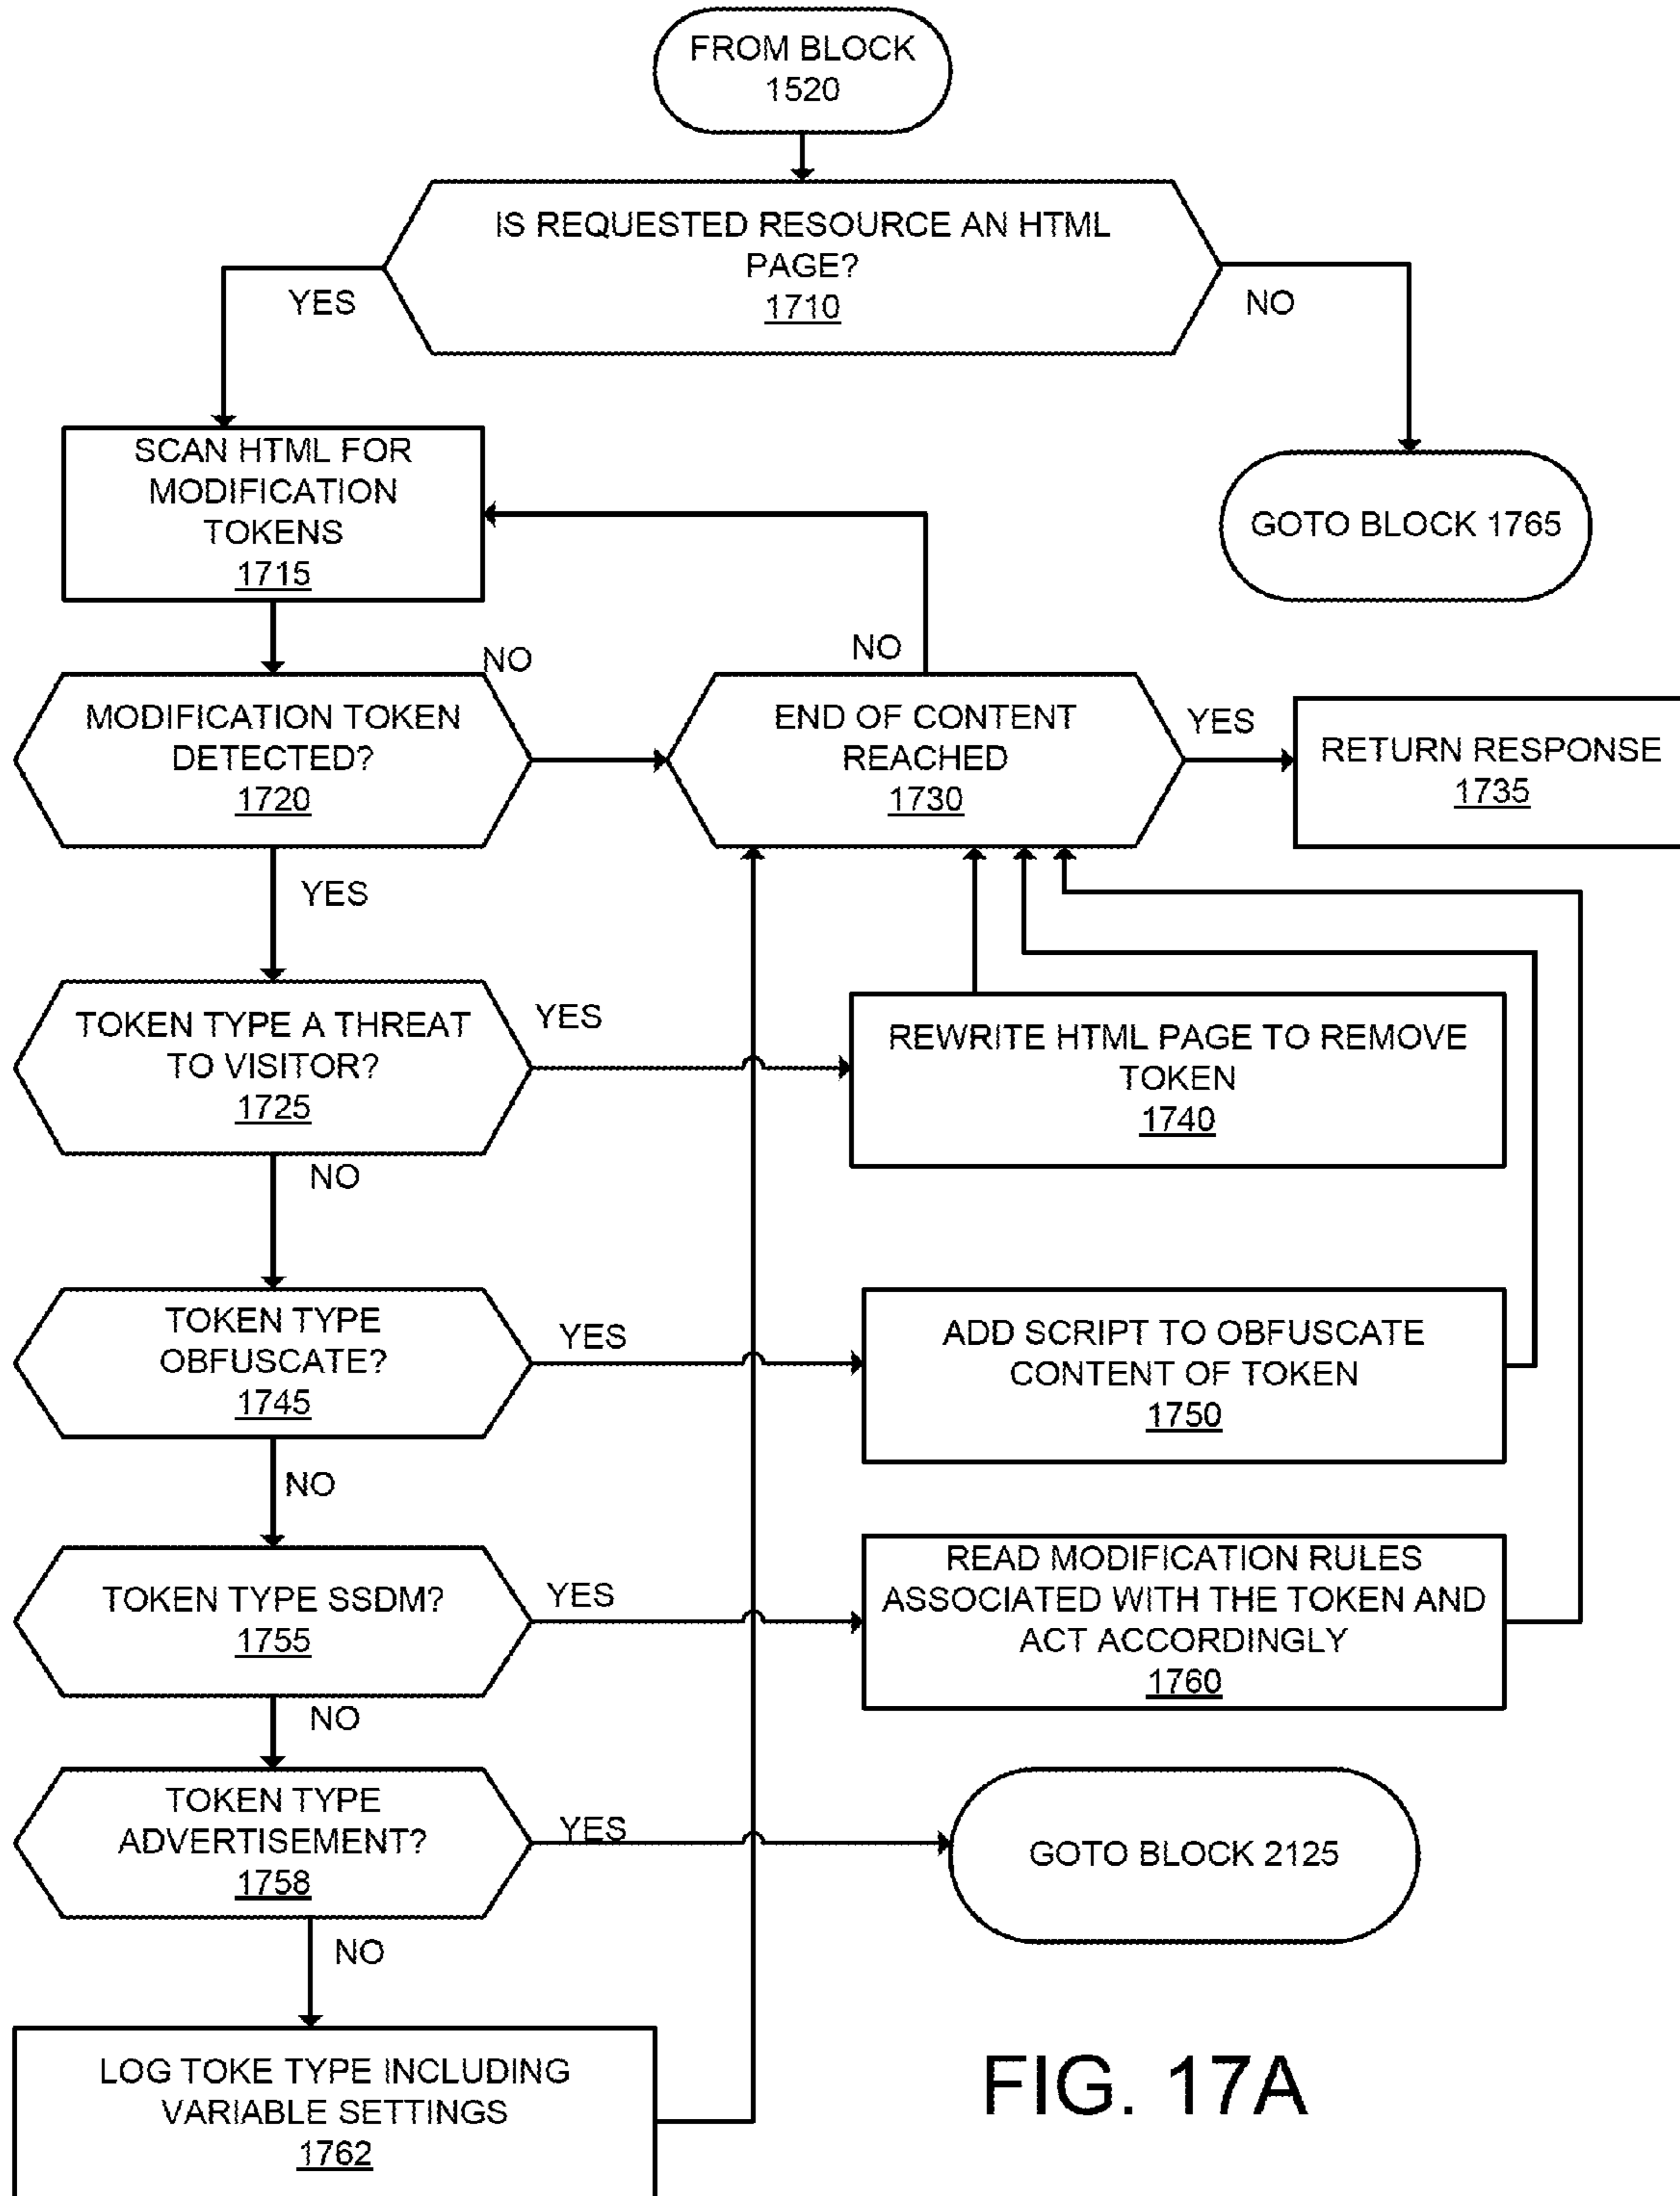 FROM BLOCK
1520
IS REQUESTED RESOURCE AN HTML
PAGE?
1710
YES
NO
SCAN HTML FOR
MODIFICATION
TOKENS
1715
GOTO BLOCK 1765
NO
NO
MODIFICATION TOKEN
DETECTED?
1720
END OF CONTENT
REACHED
1730
YES
RETURN RESPONSE
1735
YES
TOKEN TYPE A THREAT
TO VISITOR?
1725
YES
REWRITE HTML PAGE TO REMOVE
TOKEN
1740
NO
TOKEN TYPE
OBFUSCATE?
1745
YES
ADD SCRIPT TO OBFUSCATE
CONTENT OF TOKEN
1750
NO
TOKEN TYPE SSDM?
1755
YES
READ MODIFICATION RULES
ASSOCIATED WITH THE TOKEN AND
ACT ACCORDINGLY
1760
NO
TOKEN TYPE
ADVERTISEMENT?
1758
YES
GOTO BLOCK 2125
NO
LOG TOKE TYPE INCLUDING
VARIABLE SETTINGS
1762
FIG. 17A